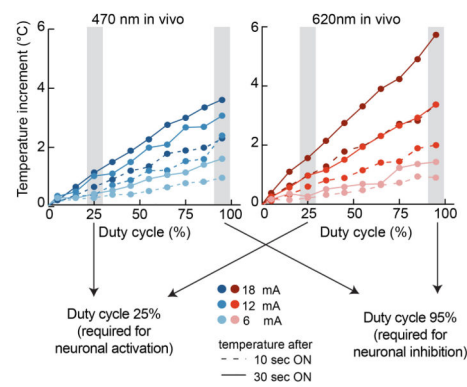 470 nm in vivo
620nm in vivo
Temperature increment (°C)
6
4
2
0
0
25
50
75
100
Duty cycle (%)
6
4
2
0
0
25
50
75
100
Duty cycle (%)
Duty cycle 25%
(required for
neuronal activation)
18 mA
12 mA
6 mA
temperature after
10 sec ON
30 sec ON
Duty cycle 95%
(required for
neuronal inhibition)